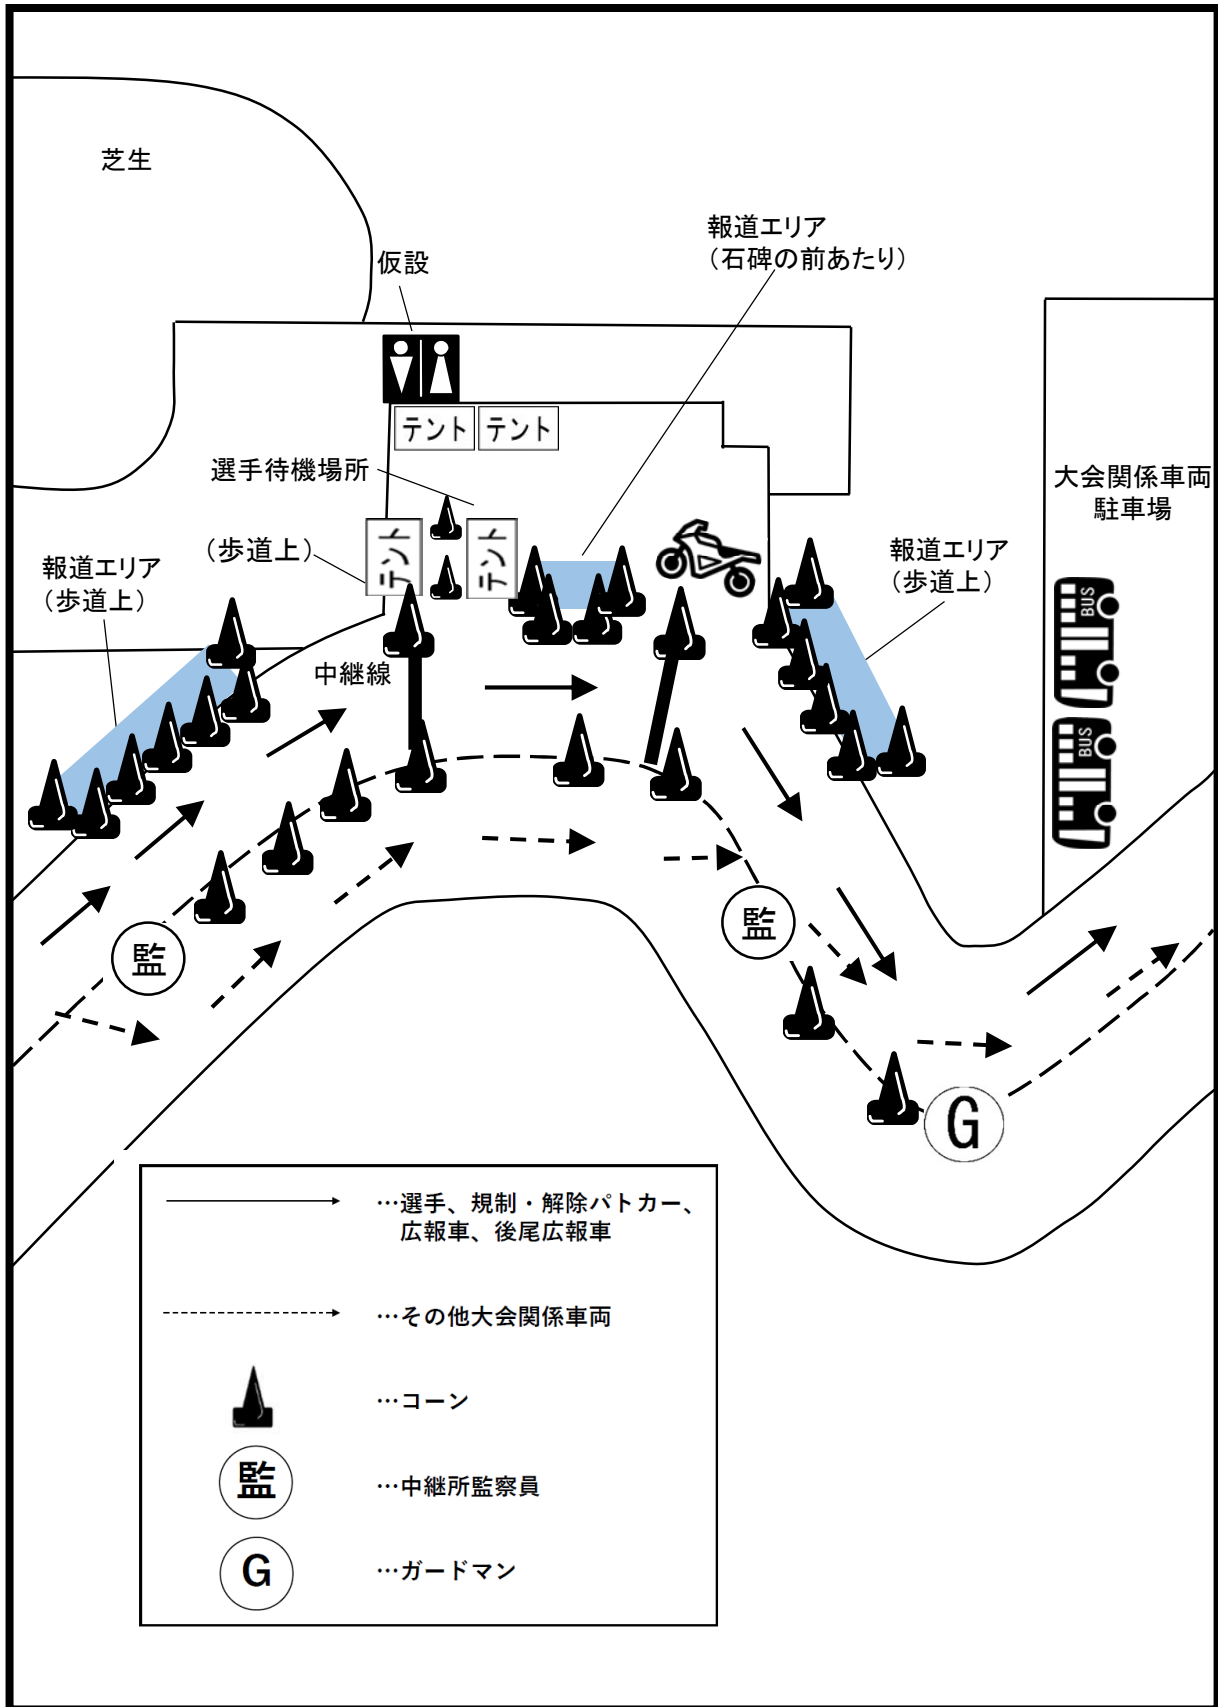 芝生
報道エリア
（石碑の前あたり）
仮設
テント
テント
選手待機場所
大会関係車両
駐車場
（歩道上）
テント
テント
報道エリア
（歩道上）
報道エリア
（歩道上）
BUS
中継線
BUS
監
監
G
…選手、規制・解除パトカー、
広報車、後尾広報車
…その他大会関係車両
…コーン
監
…中継所監察員
G
…ガードマン